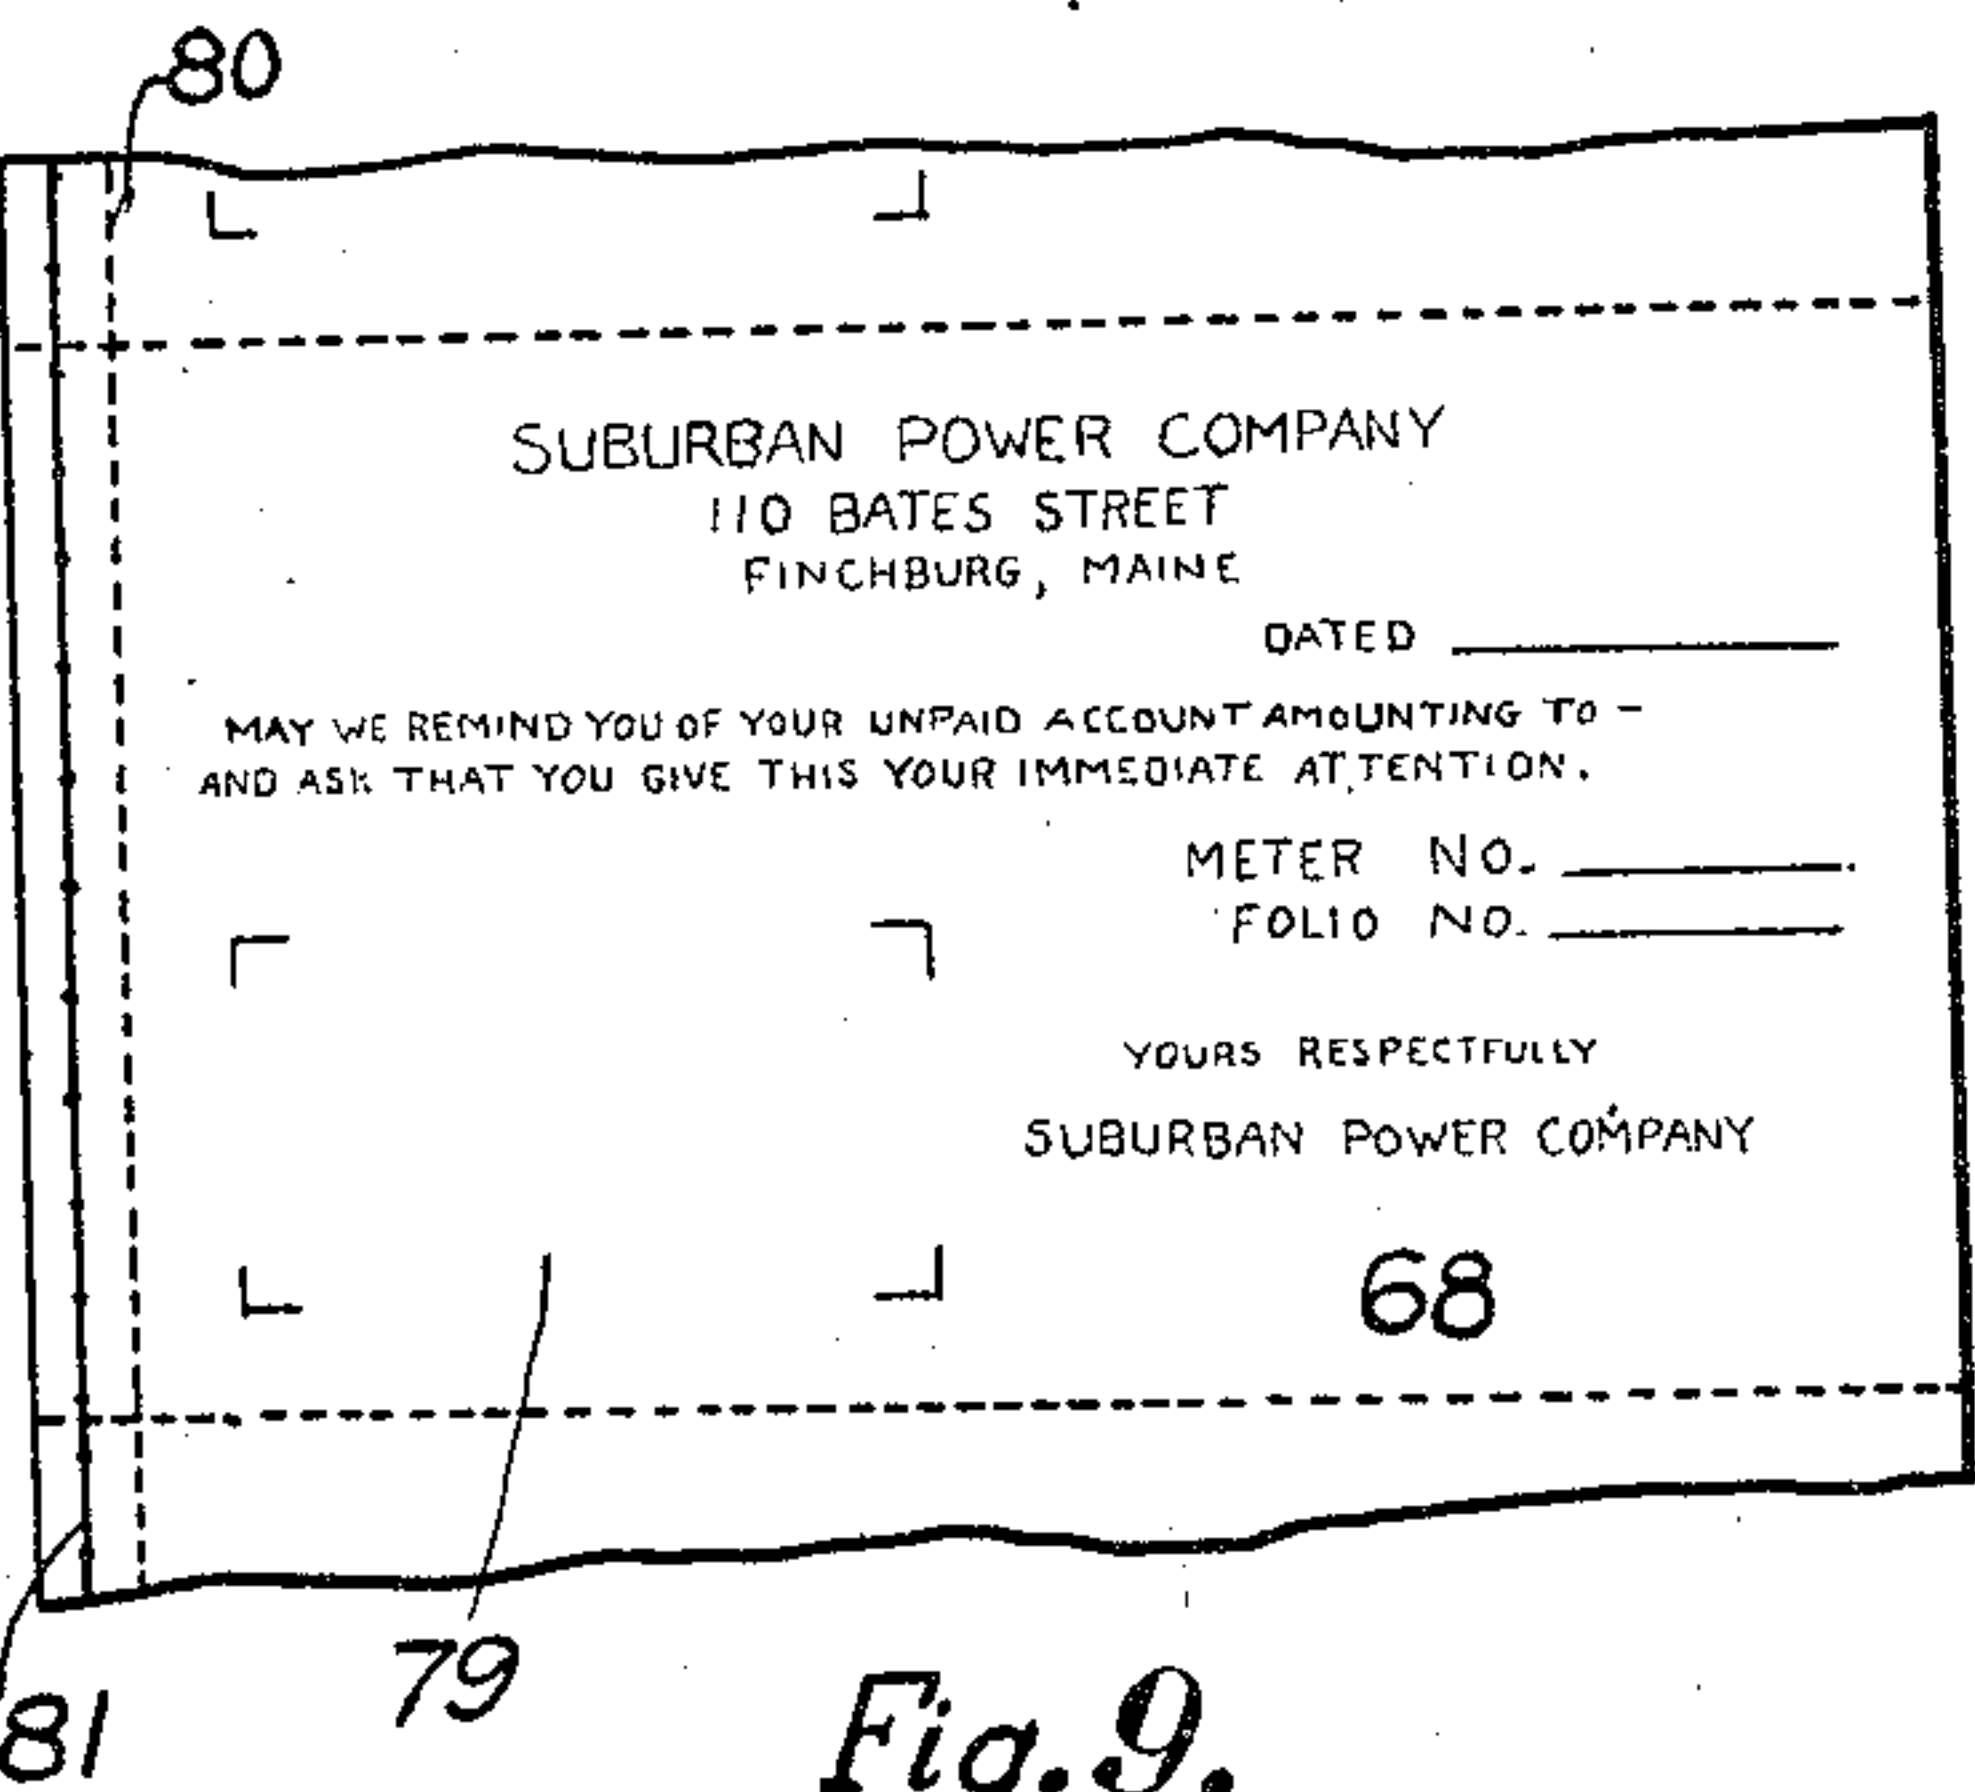 80
SUBURBAN POWER COMPANY
110 BATES STREET
FINCHBURG, MAINE
DATED
MAY WE REMIND YOU OF YOUR UNPAID ACCOUNT AMOUNTING TO -
AND ASK THAT YOU GIVE THIS YOUR IMMEDIATE ATTENTION.
METER NO.
FOLIO NO.
YOURS RESPECTFULLY
SUBURBAN POWER COMPANY
68
79
81
Fig. 9.